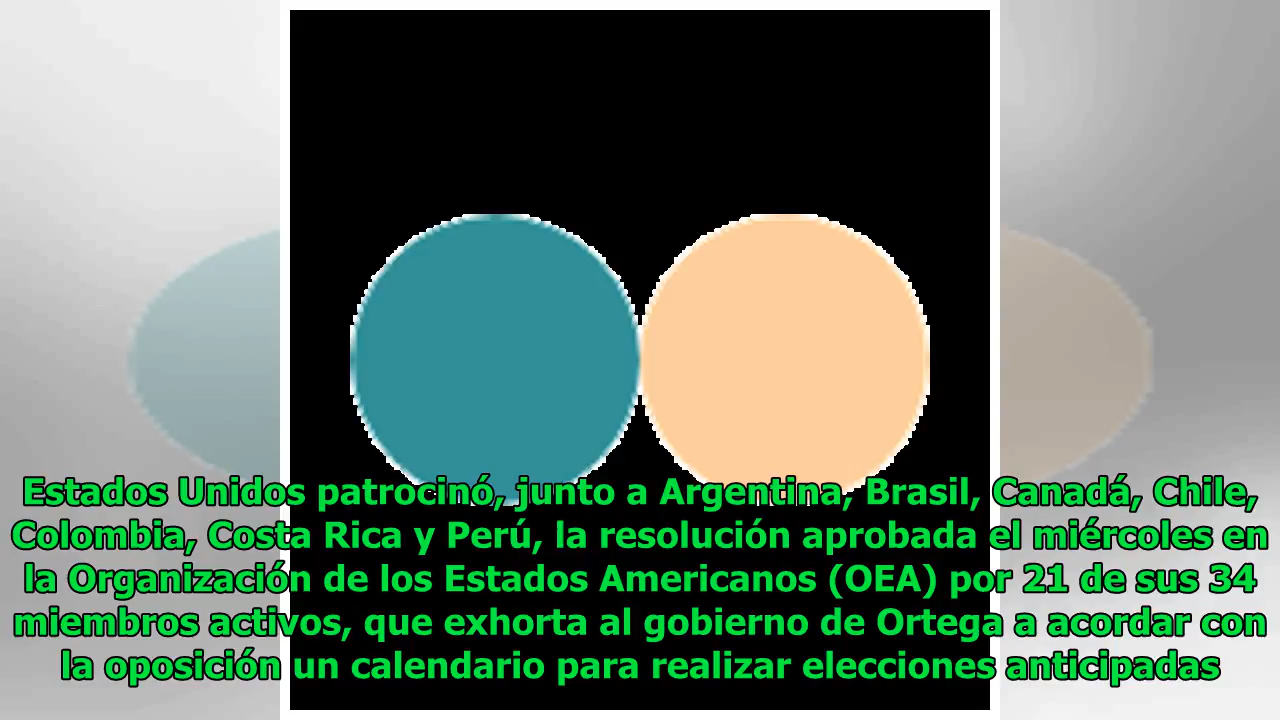 Estados Unidos patrocinó, junto a Argentina, Brasil, Canadá, Chile,
Colombia, Costa Rica y Perú, la resolución aprobada el miércoles en
la Organización de los Estados Americanos (OEA) por 21 de sus 34
miembros activos, que exhorta al gobierno de Ortega a acordar con
la oposición un calendario para realizar elecciones anticipadas